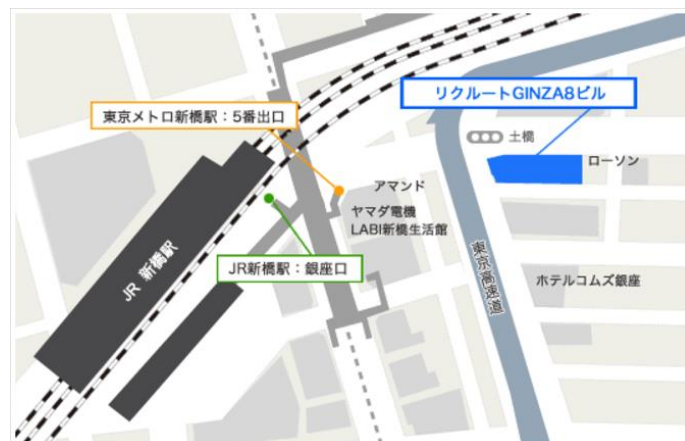 リクルートGINZA8ビル
東京メトロ新橋駅：5番出口
土橋
ローソン
アマンド
ヤマダ電機
LABI新橋生活館
JR 新橋駅
JR新橋駅：銀座口
東京高速道
ホテルコムズ銀座